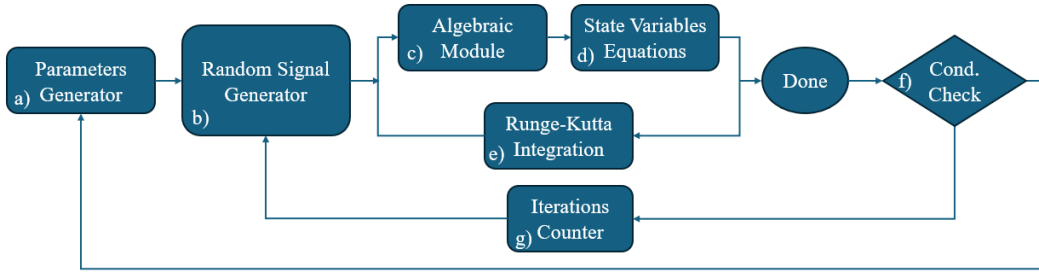 a) Parameters
Generator
b) Random Signal
Generator
c) Algebraic
Module
d) State Variables
Equations
e) Runge-Kutta
Integration
Done
f) Cond.
Check
g) Iterations
Counter